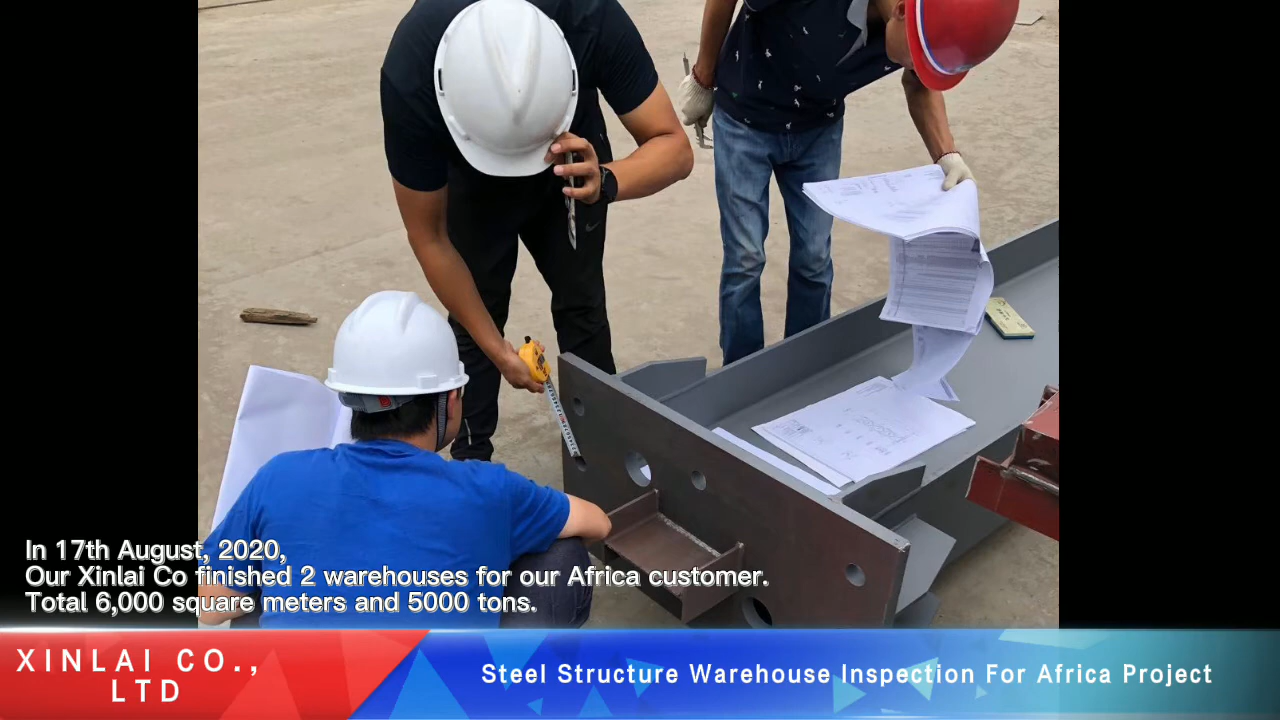 In 17th August, 2020,
Our Xinlai Co finished 2 warehouses for our Africa customer.
Total 6,000 square meters and 5000 tons.
XINLAI CO.,
LTD
Steel Structure Warehouse Inspection For Africa Project